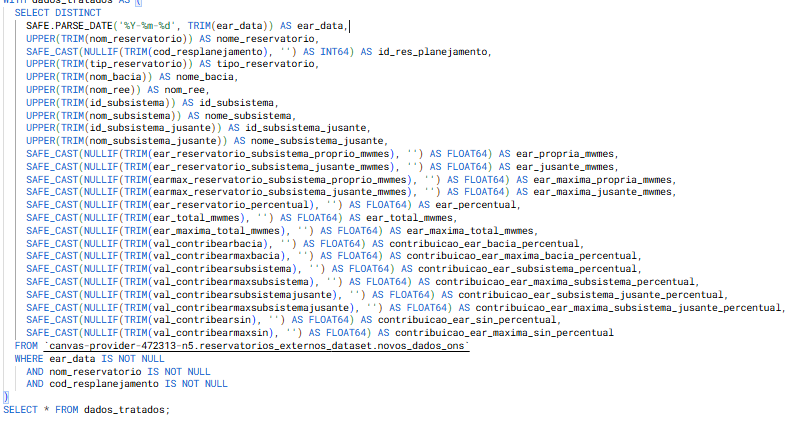 WITH dados_tratados AS (
SELECT DISTINCT
SAFE.PARSE_DATE('%Y-%m-%d', TRIM(ear_data)) AS ear_data,
UPPER(TRIM(nom_reservatorio)) AS nome_reservatorio,
SAFE_CAST(NULLIF(TRIM(cod_resplanejamento), '') AS INT64) AS id_res_planejamento,
UPPER(TRIM(tip_reservatorio)) AS tipo_reservatorio,
UPPER(TRIM(nom_bacia)) AS nome_bacia,
UPPER(TRIM(nom_ree)) AS nom_ree,
UPPER(TRIM(id_subsistema)) AS id_subsistema,
UPPER(TRIM(nom_subsistema)) AS nome_subsistema,
UPPER(TRIM(id_subsistema_jusante)) AS id_subsistema_jusante,
UPPER(TRIM(nom_subsistema_jusante)) AS nome_subsistema_jusante,
SAFE_CAST(NULLIF(TRIM(ear_reservatorio_subsistema_proprio_mwmes), '') AS FLOAT64) AS ear_propria_mwmes,
SAFE_CAST(NULLIF(TRIM(ear_reservatorio_subsistema_jusante_mwmes), '') AS FLOAT64) AS ear_jusante_mwmes,
SAFE_CAST(NULLIF(TRIM(earmax_reservatorio_subsistema_proprio_mwmes), '') AS FLOAT64) AS ear_maxima_propria_mwmes,
SAFE_CAST(NULLIF(TRIM(earmax_reservatorio_subsistema_jusante_mwmes), '') AS FLOAT64) AS ear_maxima_jusante_mwmes,
SAFE_CAST(NULLIF(TRIM(ear_reservatorio_percentual), '') AS FLOAT64) AS ear_percentual,
SAFE_CAST(NULLIF(TRIM(ear_total_mwmes), '') AS FLOAT64) AS ear_total_mwmes,
SAFE_CAST(NULLIF(TRIM(ear_maxima_total_mwmes), '') AS FLOAT64) AS ear_maxima_total_mwmes,
SAFE_CAST(NULLIF(TRIM(val_contribearbacia), '') AS FLOAT64) AS contribuicao_ear_bacia_percentual,
SAFE_CAST(NULLIF(TRIM(val_contribearmaxbacia), '') AS FLOAT64) AS contribuicao_ear_maxima_bacia_percentual,
SAFE_CAST(NULLIF(TRIM(val_contribearsubsistema), '') AS FLOAT64) AS contribuicao_ear_subsistema_percentual,
SAFE_CAST(NULLIF(TRIM(val_contribearmaxsubsistema), '') AS FLOAT64) AS contribuicao_ear_maxima_subsistema_percentual,
SAFE_CAST(NULLIF(TRIM(val_contribearsubsistemajusante), '') AS FLOAT64) AS contribuicao_ear_subsistema_jusante_percentual,
SAFE_CAST(NULLIF(TRIM(val_contribearmaxsubsistemajusante), '') AS FLOAT64) AS contribuicao_ear_maxima_subsistema_jusante_percentual,
SAFE_CAST(NULLIF(TRIM(val_contribearsin), '') AS FLOAT64) AS contribuicao_ear_sin_percentual,
SAFE_CAST(NULLIF(TRIM(val_contribearmaxsin), '') AS FLOAT64) AS contribuicao_ear_maxima_sin_percentual
FROM `canvas-provider-472313-n5.reservatorios_externos_dataset.novos_dados_ons`
WHERE ear_data IS NOT NULL
AND nom_reservatorio IS NOT NULL
AND cod_resplanejamento IS NOT NULL
)
SELECT * FROM dados_tratados;